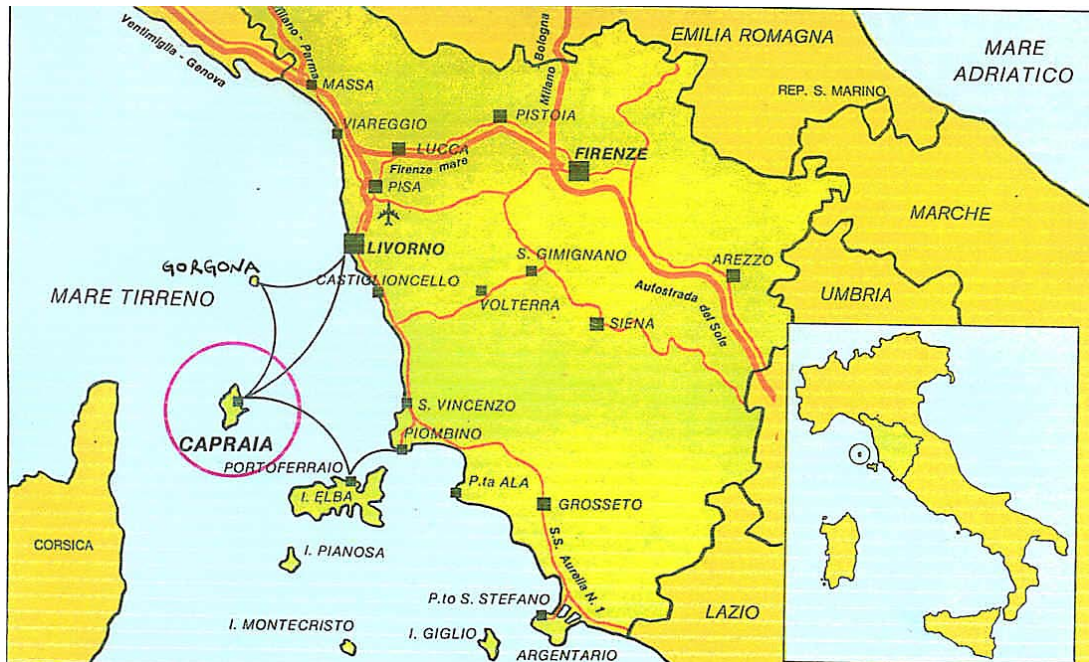 EMILIA ROMAGNA
MARE
ADRIATICO
Ventimiglia - Genova
Milano - Parma
Milano Bologna
MASSA
REP. S. MARINO
VIAREGGIO
PISTOIA
LUCCA
FIRENZE
Firenze mare
PISA
MARCHE
LIVORNO
GORGONA
S. GIMIGNANO
AREZZO
CASTIGLIONCELLO
MARE TIRRENO
VOLTERRA
Autostrada del Sole
UMBRIA
SIENA
S. VINCENZO
CAPRAIA
PIOMBINO
PORTOFERRAIO
P.ta ALA
I. ELBA
GROSSETO
CORSICA
I. PIANOSA
S.S. Aurelia N. 1
P.to S. STEFANO
LAZIO
I. MONTECRISTO
I. GIGLIO
ARGENTARIO